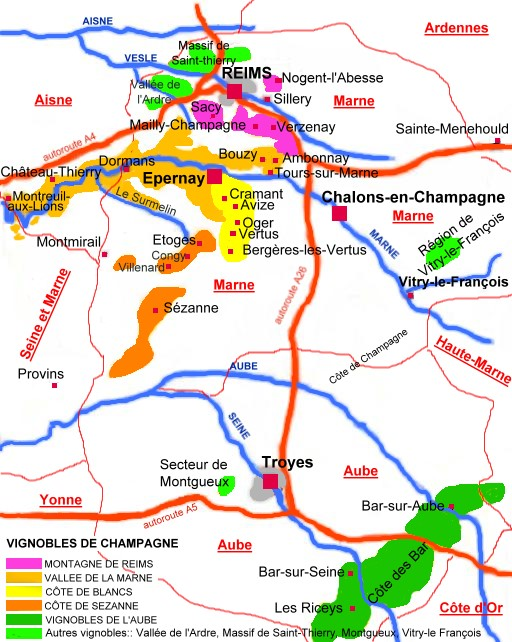 AISNE
Ardennes
Massif de
Saint-thierry
VESLE
REIMS
Nogent-l'Abesse
Vallée de
l'Ardre
Aisne
Sillery
Marne
Sacy
Mailly-Champagne
Verzenay
Sainte-Menehould
autoroute A4
Dormans
Bouzy
Ambonnay
Château-Thierry
Tours-sur-Marne
Epernay
Montreuil-
aux-Lions
Le Surmelin
Cramant
Avize
Chalons-en-Champagne
Marne
Oger
Vertus
Etoges
Bergères-les-Vertus
MARNE
Région de
Vitry-le-François
Montmirail
Congy
Villenard
Marne
Vitry-le-François
autoroute A26
Seine et Marne
Sézanne
Côte de Champagne
Haute-Marne
Provins
AUBE
SEINE
Troyes
Secteur de
Montgueux
Aube
Yonne
autoroute A5
Bar-sur-Aube
Aube
Côte des Bar
Bar-sur-Seine
Les Riceys
Côte d'Or
VIGNOBLES DE CHAMPAGNE
MONTAGNE DE REIMS
VALLEE DE LA MARNE
CÔTE DE BLANCS
CÔTE DE SEZANNE
VIGNOBLES DE L'AUBE
Autres vignobles:: Vallée de l'Ardre, Massif de Saint-Thierry, Montgueux, Vitry-le François